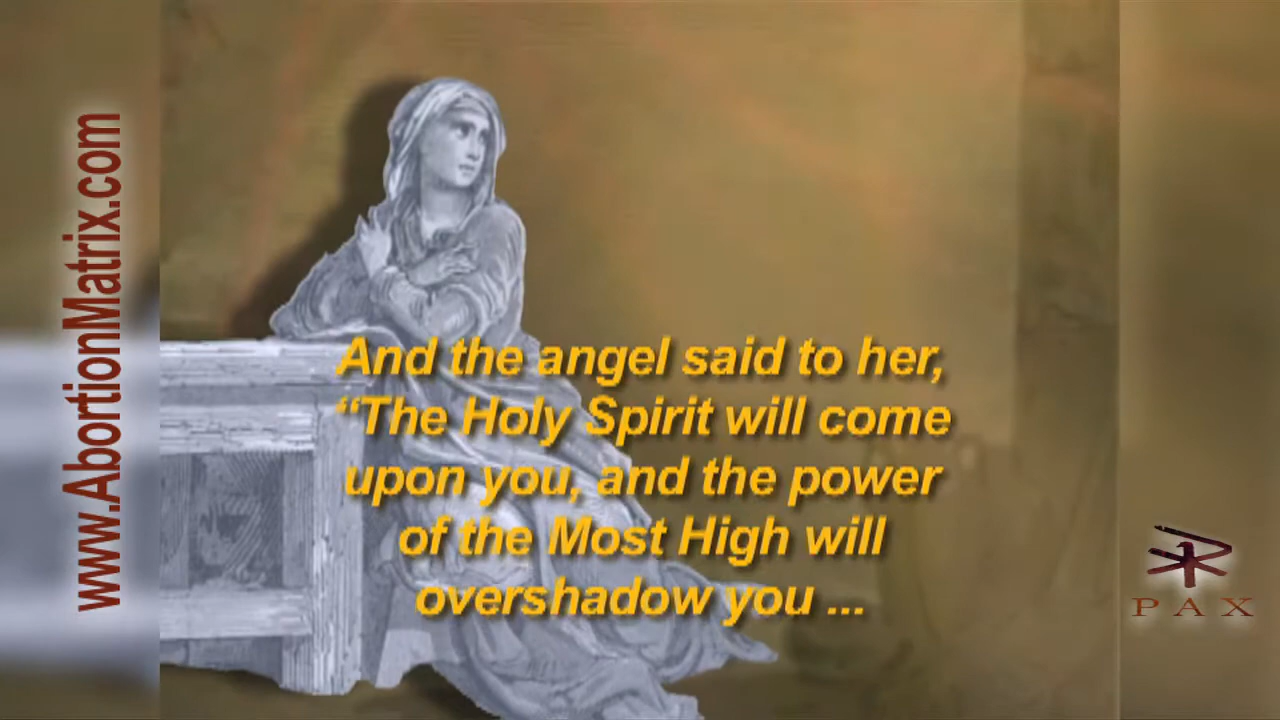 www.AbortionMatrix.com
And the angel said to her,
“The Holy Spirit will come
upon you, and the power
of the Most High will
overshadow you ...
PAX